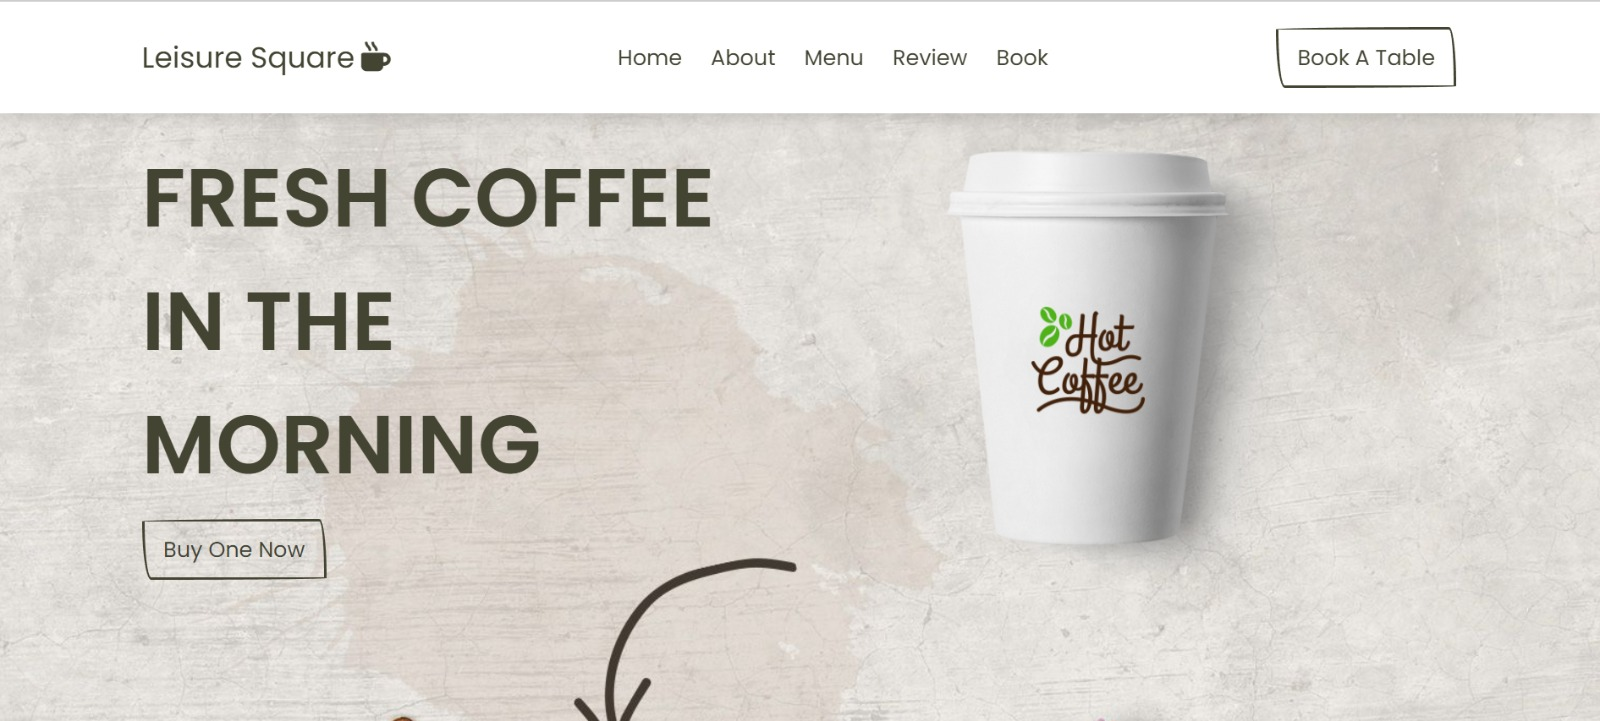 Leisure Square
Home About Menu Review Book
Book A Table
FRESH COFFEE
IN THE
MORNING
Buy One Now
Hot
Coffee